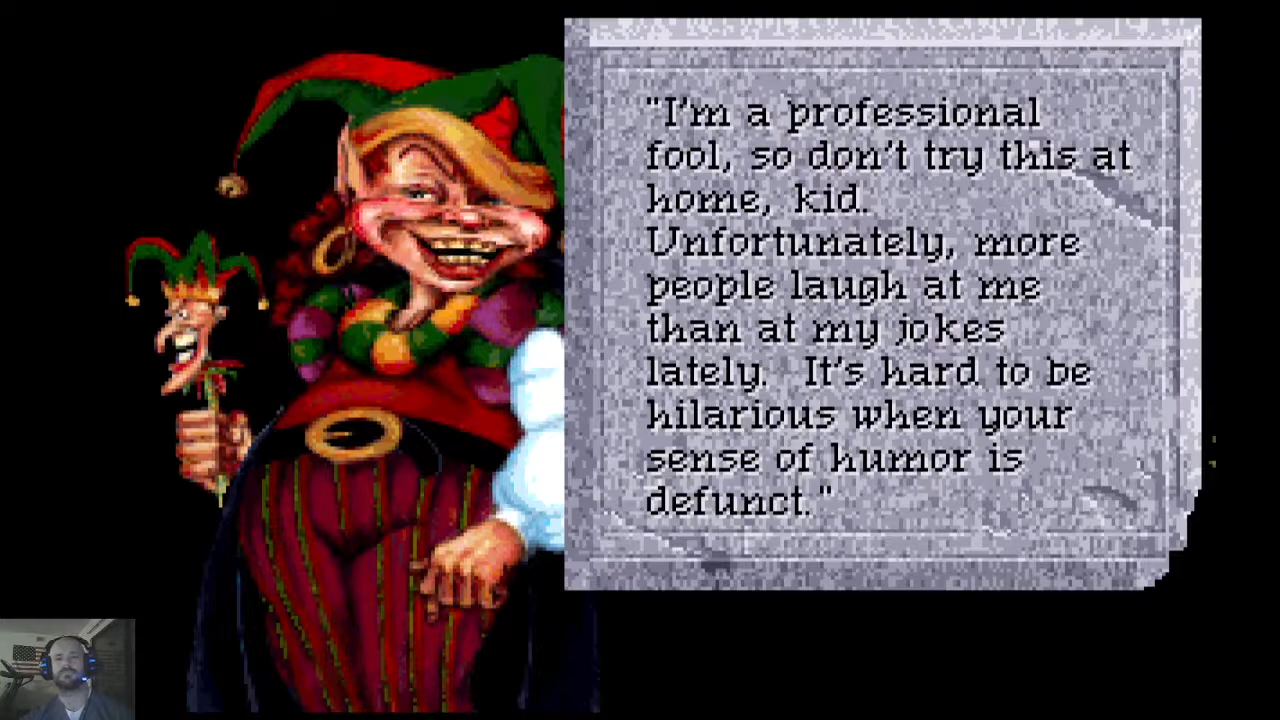 "I'm a professional
fool, so don't try this at
home, kid.
Unfortunately, more
people laugh at me
than at my jokes
lately.  It's hard to be
hilarious when your
sense of humor is
defunct."